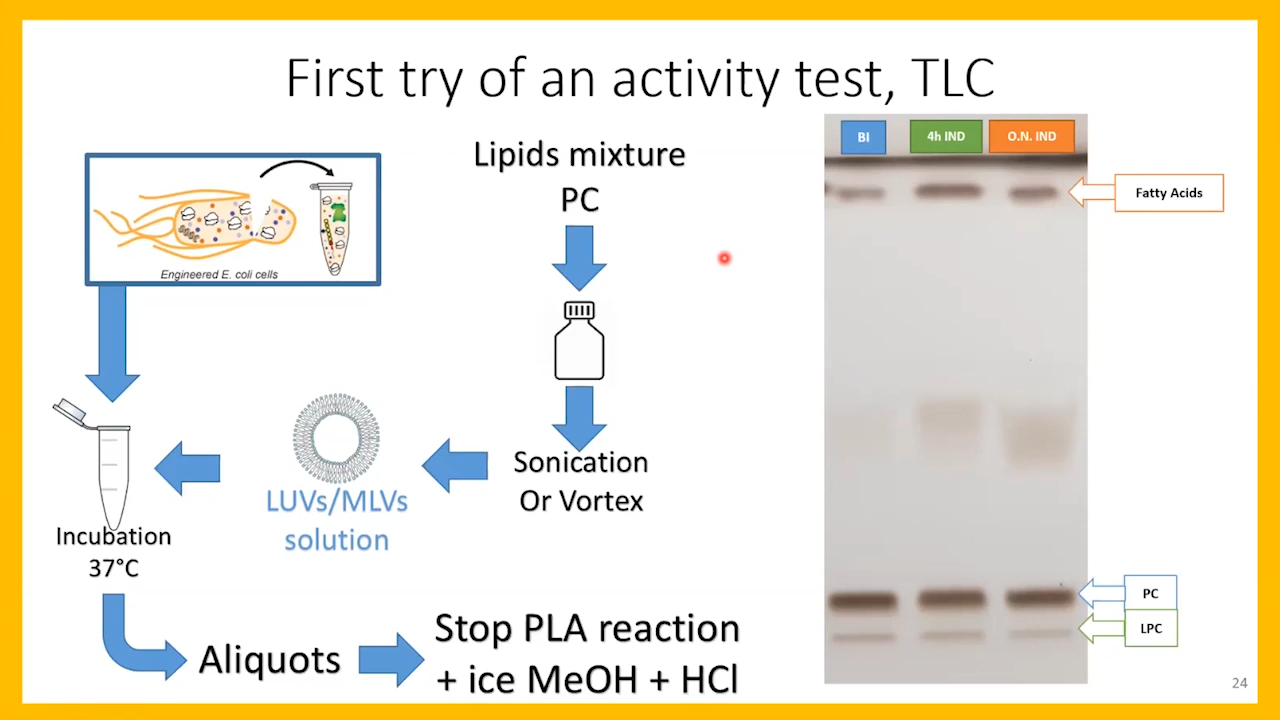 First try of an activity test, TLC
Engineered E. coli cells
Lipids mixture
PC
Sonication
Or Vortex
LUVs/MLVs
solution
Incubation
37°C
Aliquots
Stop PLA reaction
+ ice MeOH + HCl
BI
4h IND
O.N. IND
Fatty Acids
PC
LPC
24